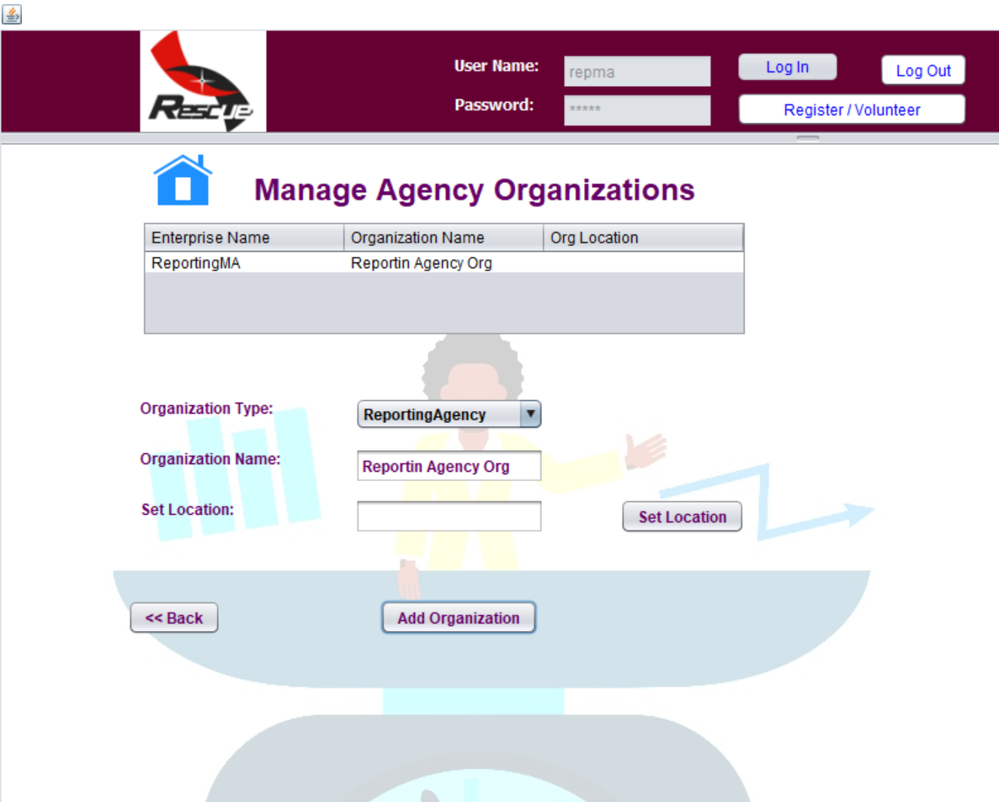 User Name:
repma
Log In
Log Out
Rescue
Password:
*****
Register / Volunteer
Manage Agency Organizations
Enterprise Name Organization Name Org Location
ReportingMA Reportin Agency Org
Organization Type:
ReportingAgency
Organization Name:
Reportin Agency Org
Set Location:
Set Location
<< Back
Add Organization